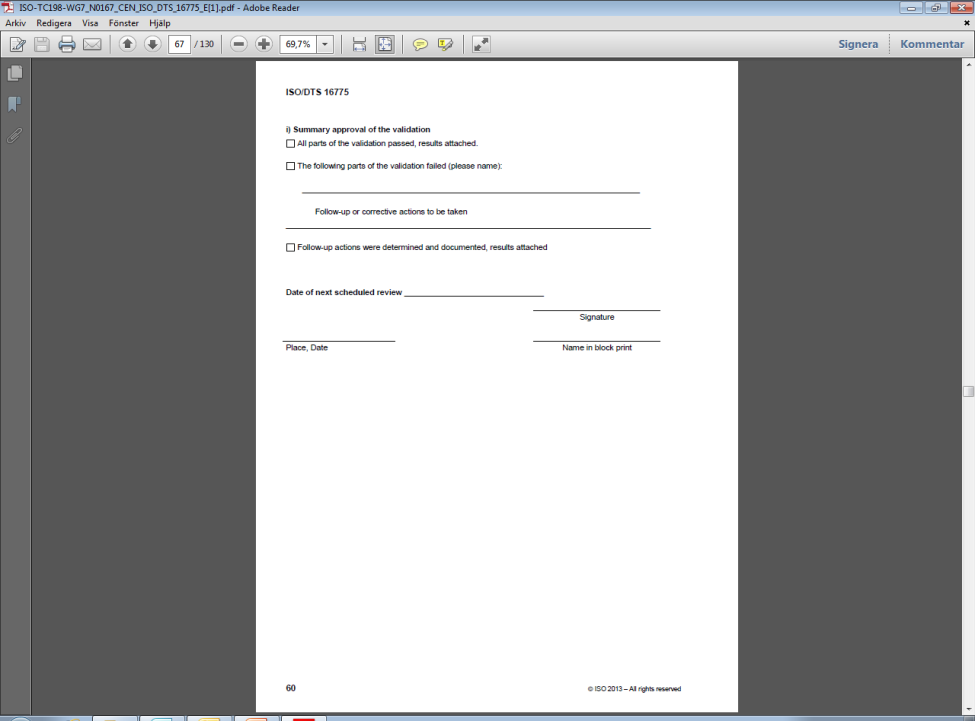 ISO-TC198-WG7_N0167_CEN_ISO_DTS_16775_E[1].pdf - Adobe Reader
Arkiv Redigera Visa Fönster Hjälp
67 / 130 69,7% Signera Kommentar
ISO/DTS 16775
i) Summary approval of the validation
All parts of the validation passed, results attached.
The following parts of the validation failed (please name):
Follow-up or corrective actions to be taken
Follow-up actions were determined and documented, results attached
Date of next scheduled review
Signature
Place, Date Name in block print
60 © ISO 2013 – All rights reserved